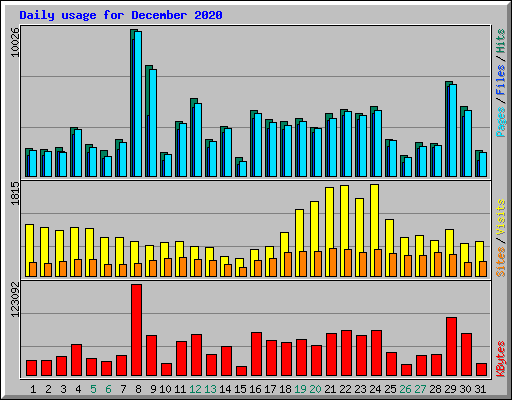 Daily usage for December 2020
10026
Pages / Files / Hits
1815
Sites / Visits
123092
KBytes
1 2 3 4 5 6 7 8 9 10 11 12 13 14 15 16 17 18 19 20 21 22 23 24 25 26 27 28 29 30 31